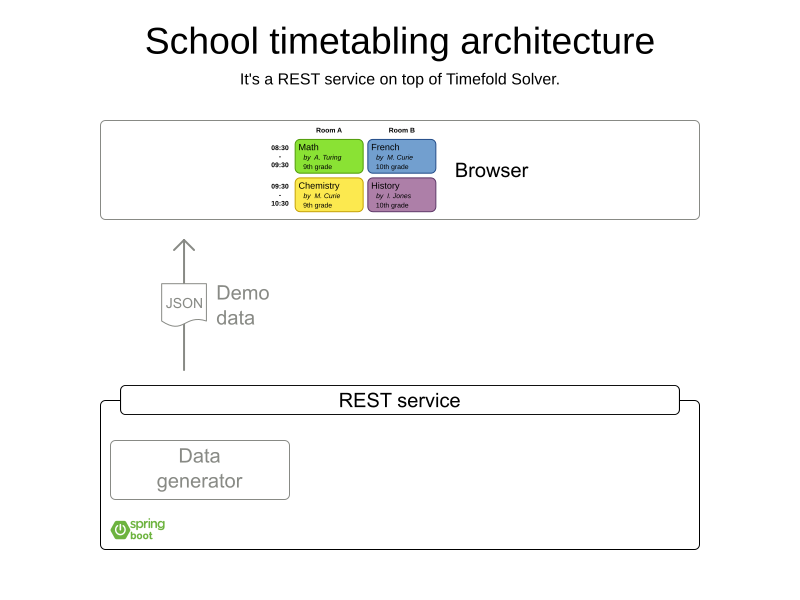 School timetabling architecture
It's a REST service on top of Timefold Solver.
Room A Room B
08:30
-
09:30
Math
by A. Turing
9th grade
French
by M. Curie
10th grade
09:30
-
10:30
Chemistry
by M. Curie
9th grade
History
by I. Jones
10th grade
Browser
JSON
Demo
data
REST service
Data
generator
spring
boot